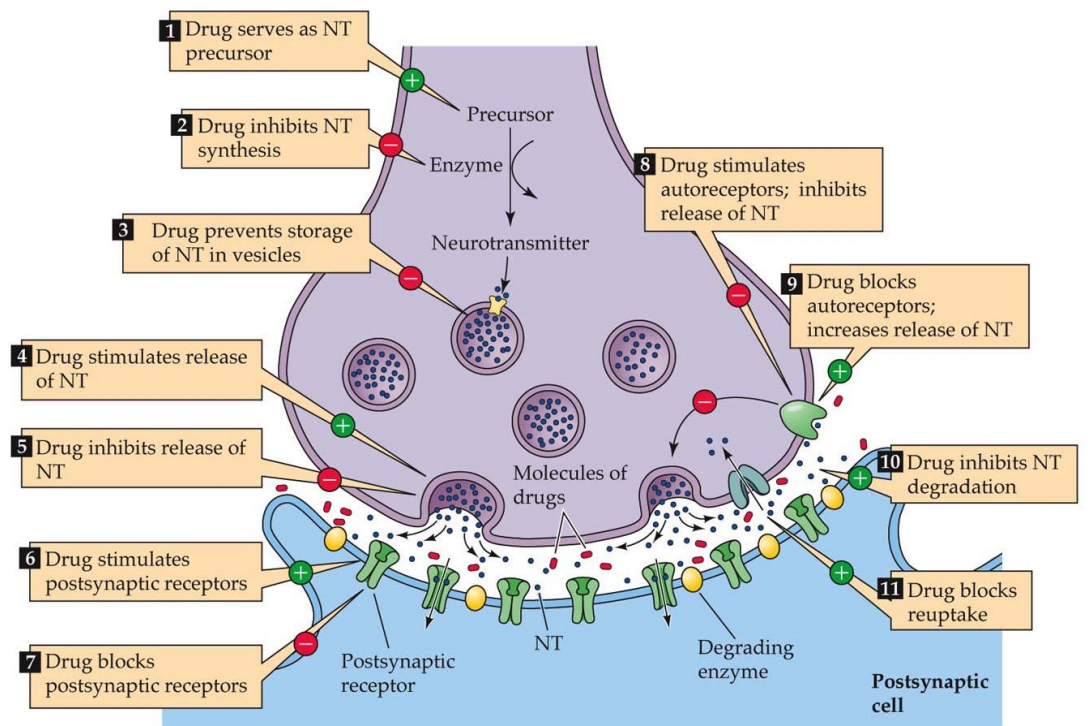 1 Drug serves as NT
precursor
Precursor
2 Drug inhibits NT
synthesis
Enzyme
8 Drug stimulates
autoreceptors; inhibits
release of NT
3 Drug prevents storage
of NT in vesicles
Neurotransmitter
9 Drug blocks
autoreceptors;
increases release of NT
4 Drug stimulates release
of NT
5 Drug inhibits release of
NT
Molecules of
drugs
10 Drug inhibits NT
degradation
6 Drug stimulates
postsynaptic receptors
11 Drug blocks
reuptake
7 Drug blocks
postsynaptic receptors
Postsynaptic
receptor
NT
Degrading
enzyme
Postsynaptic
cell